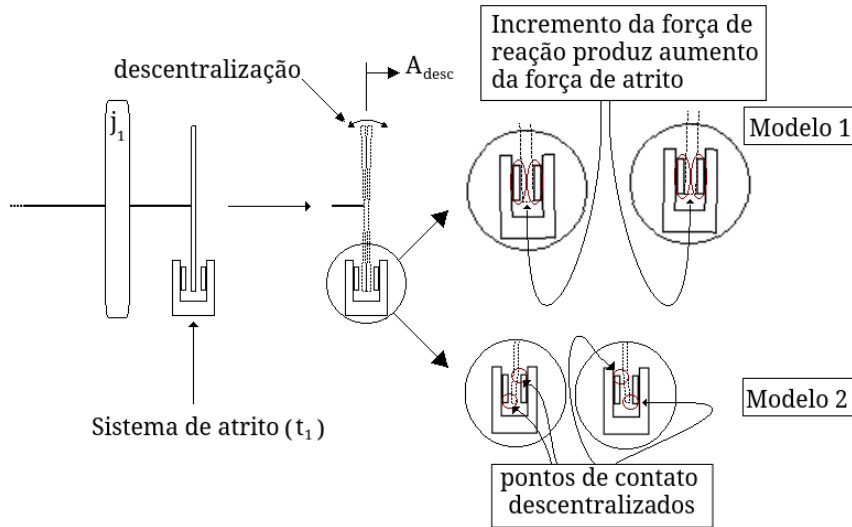 Incremento da força de
reação produz aumento
da força de atrito
descentralização
A desc
j1
Modelo 1
Sistema de atrito (t1)
Modelo 2
pontos de contato
descentralizados